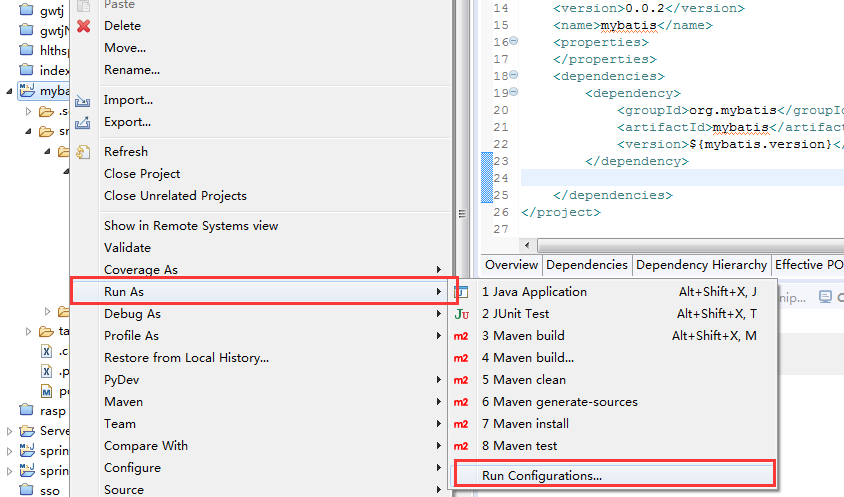 gwtj
gwtjN
hlthsp
index
myba
.se
sr
ta
.c
.p
po
rasp
Serve
sprin
sprin
sso
Paste
Delete
Move...
Rename...
Import...
Export...
Refresh
Close Project
Close Unrelated Projects
Show in Remote Systems view
Validate
Coverage As
Run As
Debug As
Profile As
Restore from Local History...
PyDev
Maven
Team
Compare With
Configure
Source
14 <version>0.0.2</version>
15 <name>mybatis</name>
16 <properties>
17 </properties>
18 <dependencies>
19 <dependency>
20 <groupId>org.mybatis</groupId
21 <artifactId>mybatis</artifact
22 <version>${mybatis.version}</
23 </dependency>
24
25 </dependencies>
26 </project>
27
Overview Dependencies Dependency Hierarchy Effective PO
nip...
1 Java Application Alt+Shift+X, J
2 JUnit Test Alt+Shift+X, T
3 Maven build Alt+Shift+X, M
4 Maven build...
5 Maven clean
6 Maven generate-sources
7 Maven install
8 Maven test
Run Configurations...